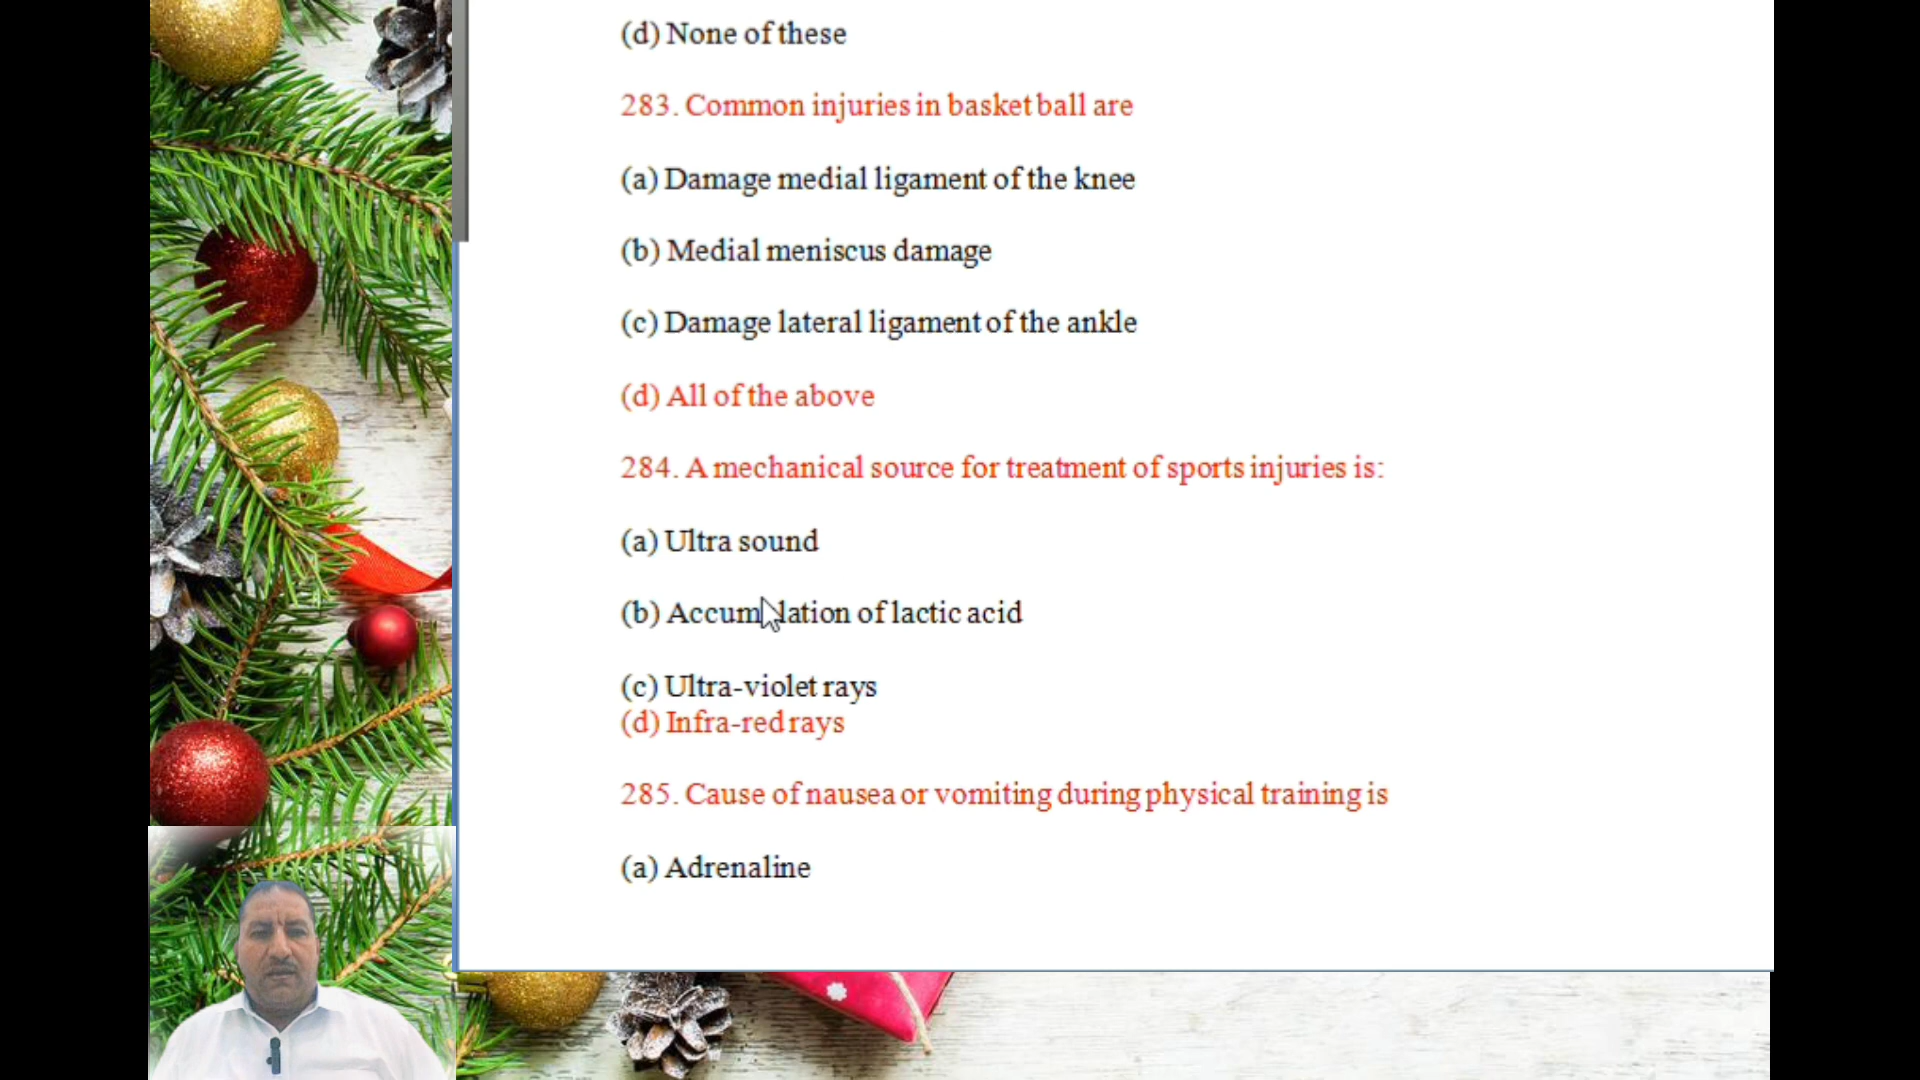 (d) None of these
283. Common injuries in basket ball are
(a) Damage medial ligament of the knee
(b) Medial meniscus damage
(c) Damage lateral ligament of the ankle
(d) All of the above
284. A mechanical source for treatment of sports injuries is:
(a) Ultra sound
(b) Accumulation of lactic acid
(c) Ultra-violet rays
(d) Infra-red rays
285. Cause of nausea or vomiting during physical training is
(a) Adrenaline